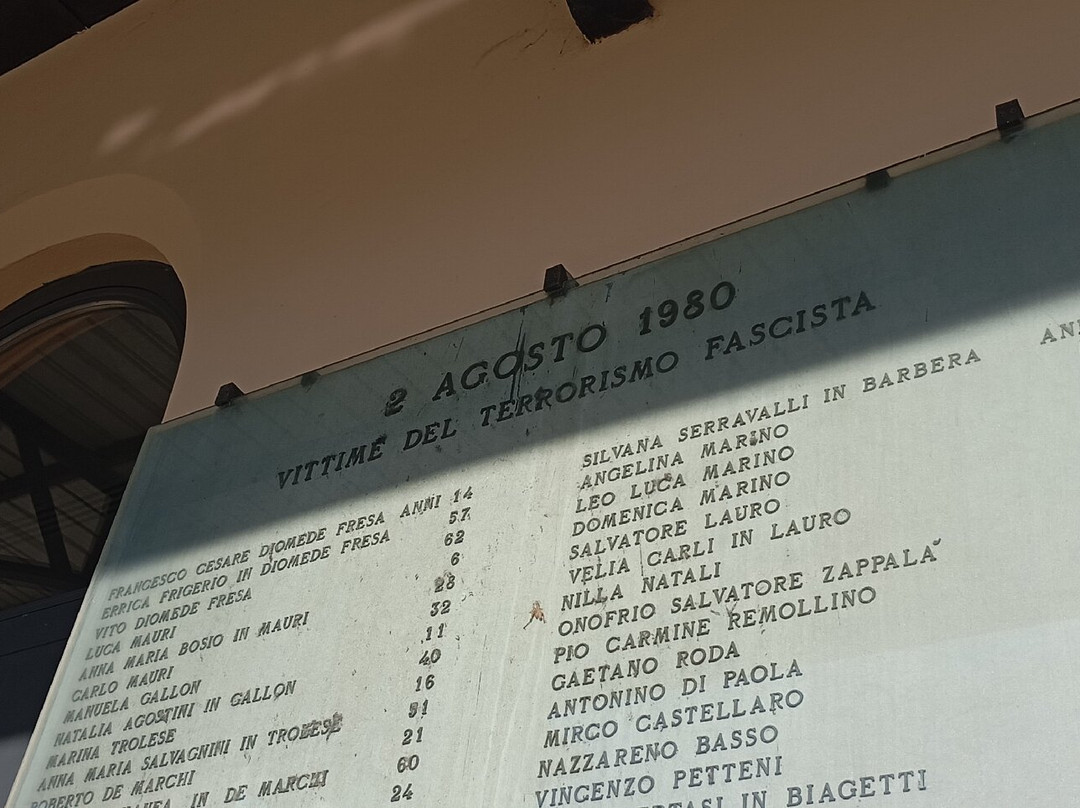 2 AGOSTO 1980
VITTIME DEL TERRORISMO FASCISTA
FRANCESCO CESARE DIOMEDE FRESA ANNI 14
ERRICA FRIGERIO IN DIOMEDE FRESA 57
VITO DIOMEDE FRESA 62
LUCA MAURI 6
ANNA MARIA BOSIO IN MAURI 28
CARLO MAURI 32
MANUELA GALLON 11
NATALIA AGOSTINI IN GALLON 40
MARINA TROLESE 16
ANNA MARIA SALVAGNINI IN TROLESE 51
ROBERTO DE MARCHI 21
IN DE MARCHI 60
24
SILVANA SERRAVALLI IN BARBERA
ANGELINA MARINO
LEO LUCA MARINO
DOMENICA MARINO
SALVATORE LAURO
VELIA CARLI IN LAURO
NILLA NATALI
ONOFRIO SALVATORE ZAPPALA'
PIO CARMINE REMOLLINO
GAETANO RODA
ANTONINO DI PAOLA
MIRCO CASTELLARO
NAZZARENO BASSO
VINCENZO PETTENI
IN BIAGETTI